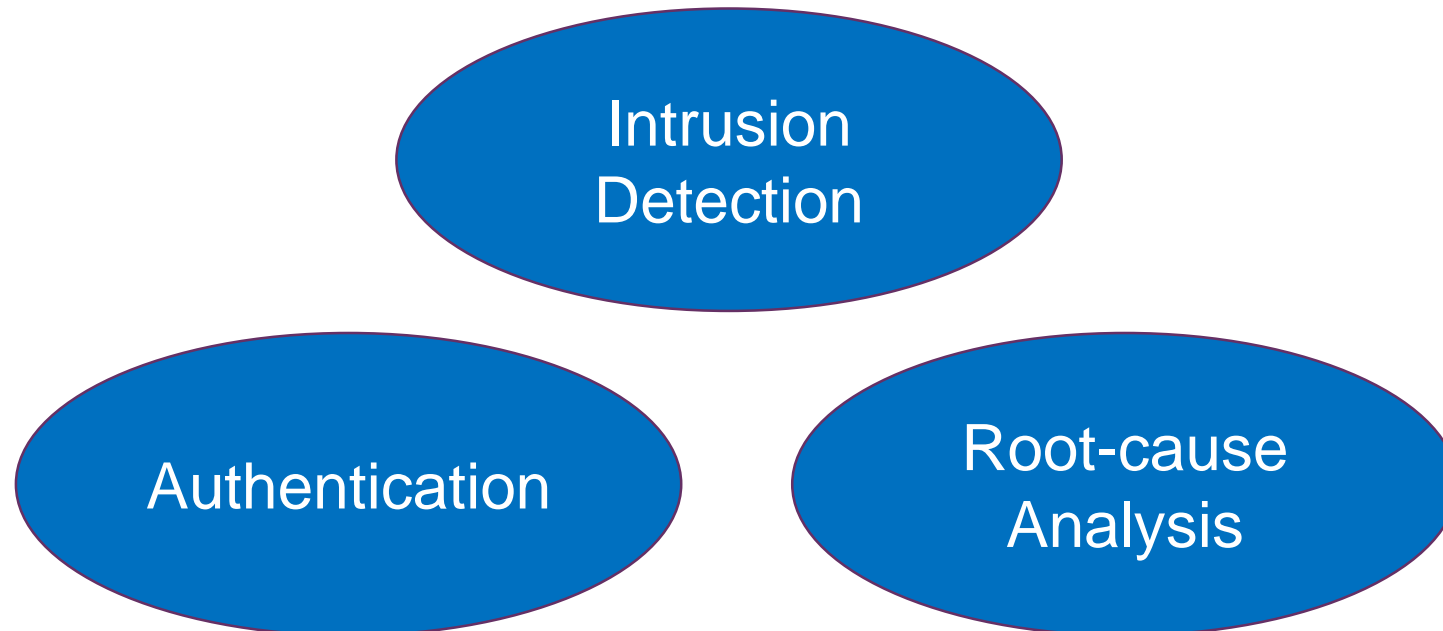 Intrusion
Detection
Authentication
Root-cause
Analysis